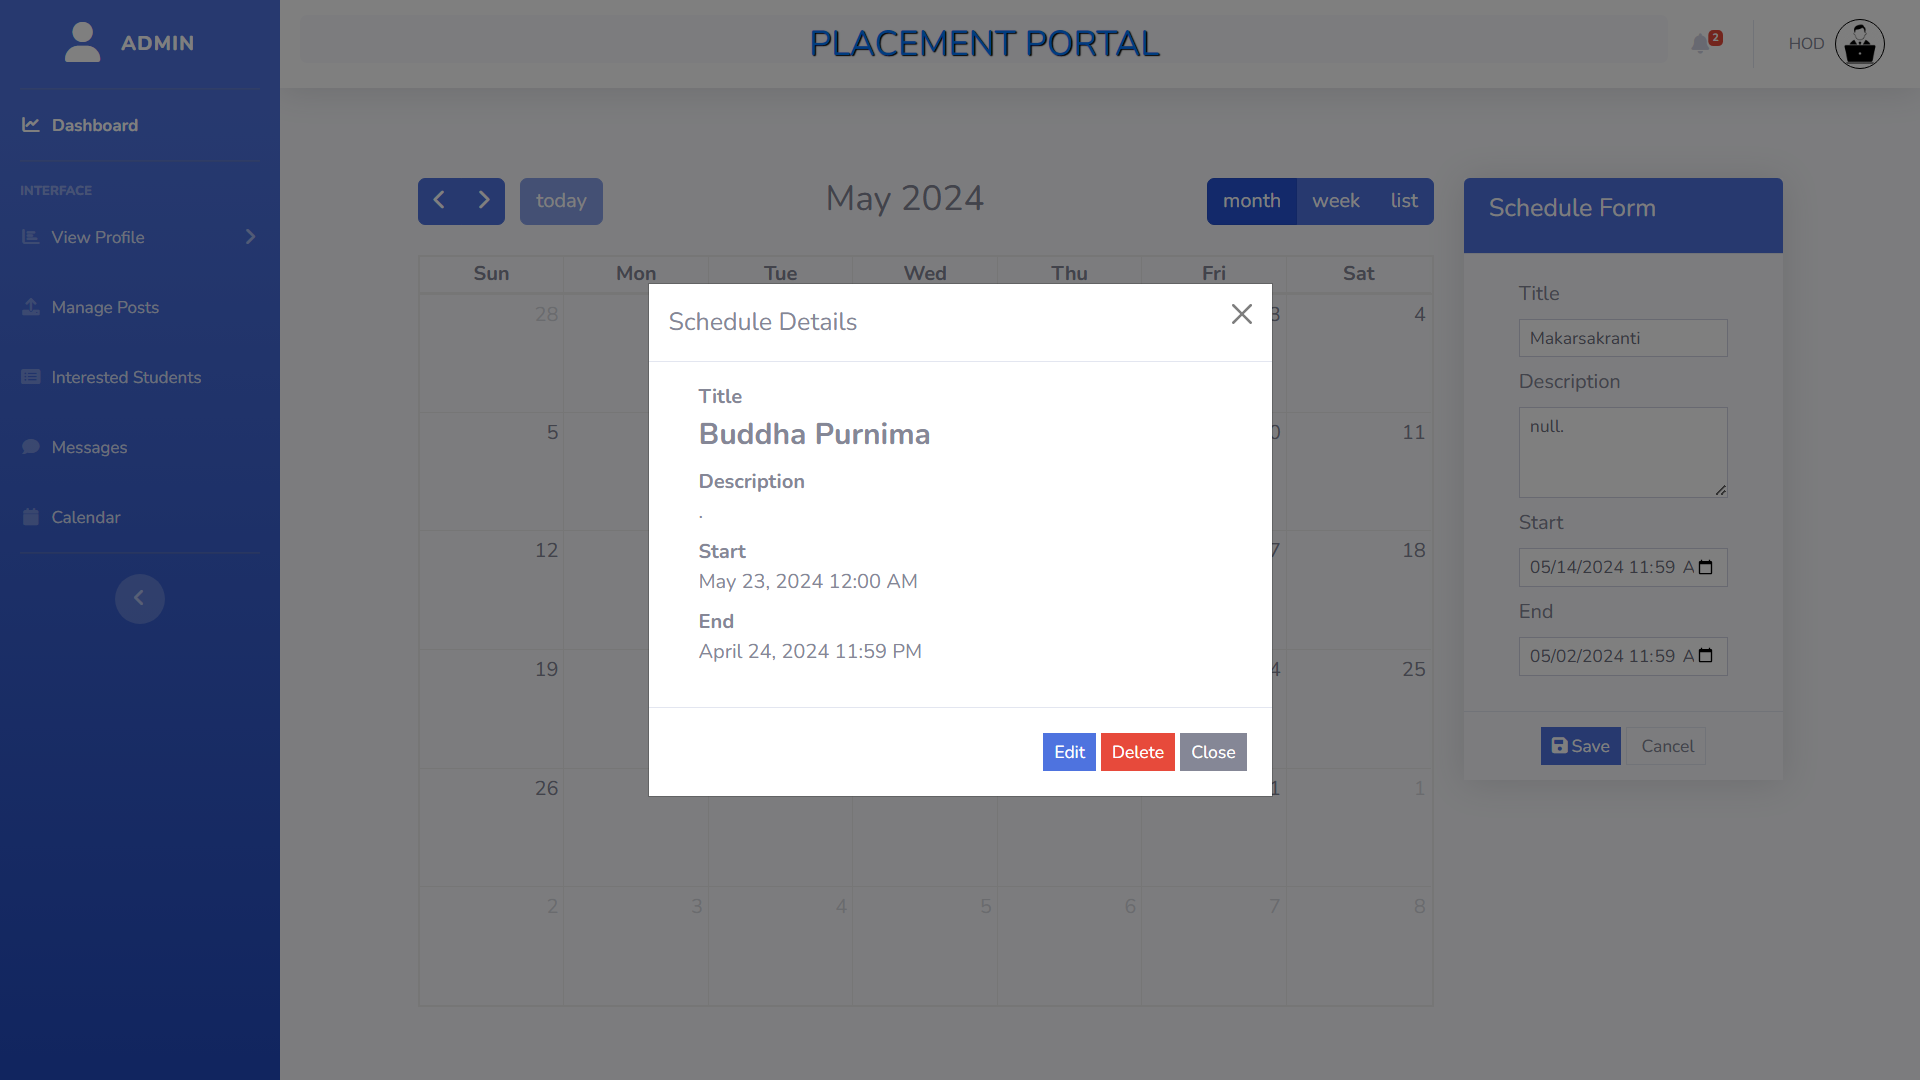 ADMIN
Dashboard
INTERFACE
View Profile
Manage Posts
Interested Students
Messages
Calendar
PLACEMENT PORTAL
2
HOD
today
May 2024
month week list
Sun Mon Tue Wed Thu Fri Sat
28 3 4
5 0 11
12 7 18
19 4 25
26 1 1
2 3 4 5 6 7 8
Schedule Details
Title
Buddha Purnima
Description
.
Start
May 23, 2024 12:00 AM
End
April 24, 2024 11:59 PM
Edit Delete Close
Schedule Form
Title
Makarsakranti
Description
null.
Start
05/14/2024 11:59 A
End
05/02/2024 11:59 A
Save Cancel